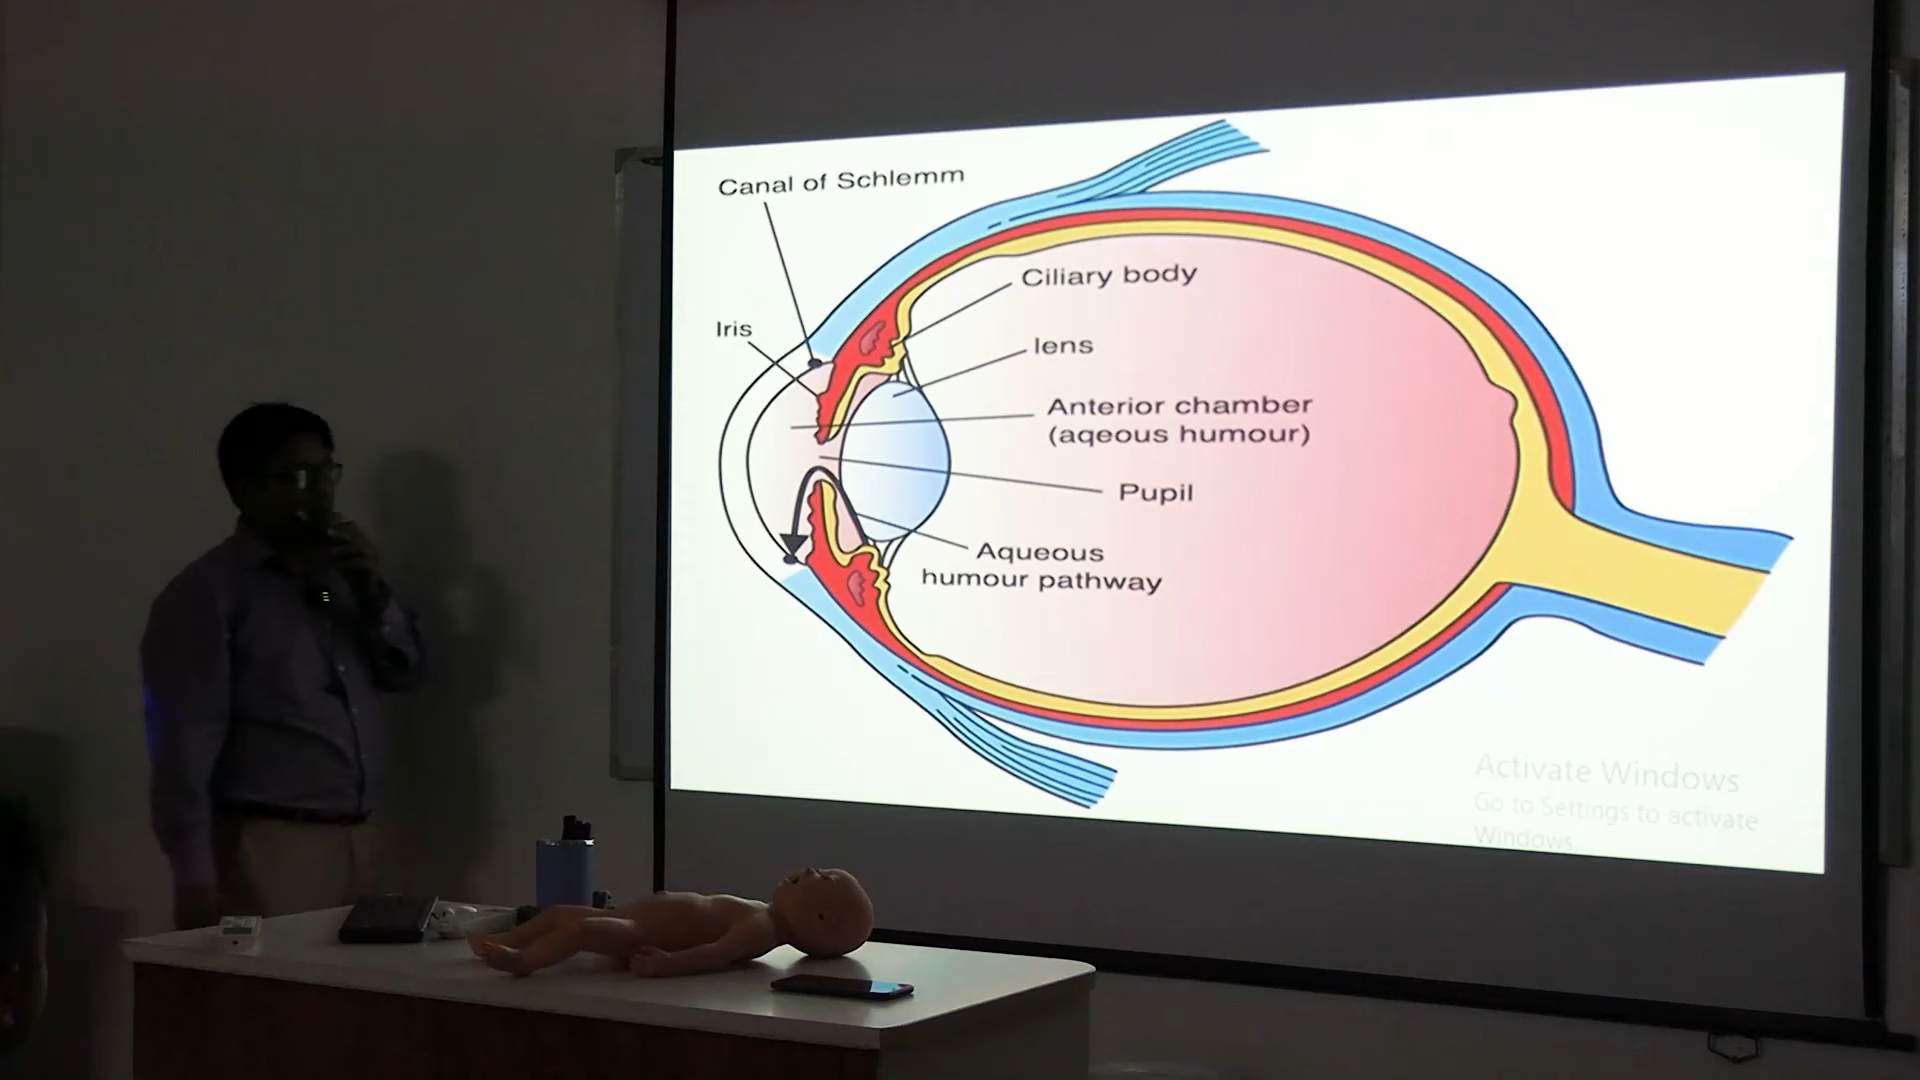 Canal of Schlemm
Ciliary body
Iris
lens
Anterior chamber
(aqeous humour)
Pupil
Aqueous
humour pathway
Activate Windows
Go to Settings to activate
Windows.